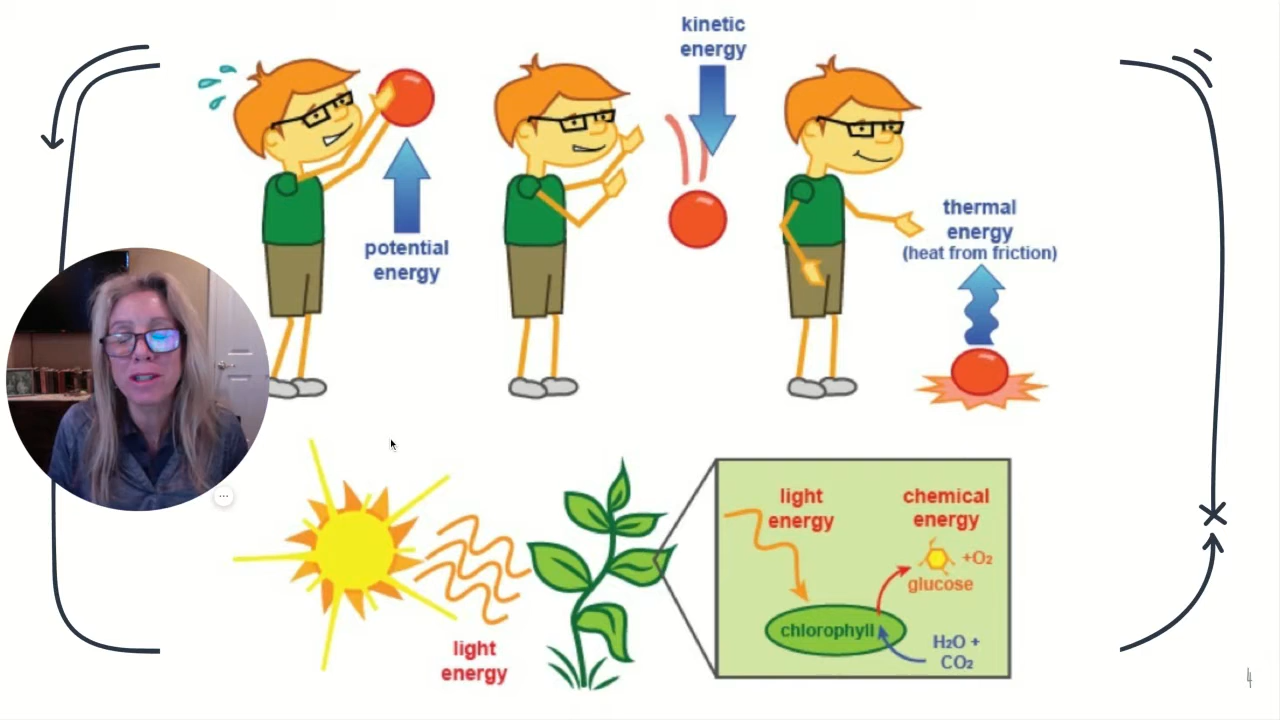 kinetic
energy
potential
energy
thermal
energy
(heat from friction)
light
energy
light
energy
chemical
energy
+O₂
glucose
chlorophyll
H₂O +
CO₂
4